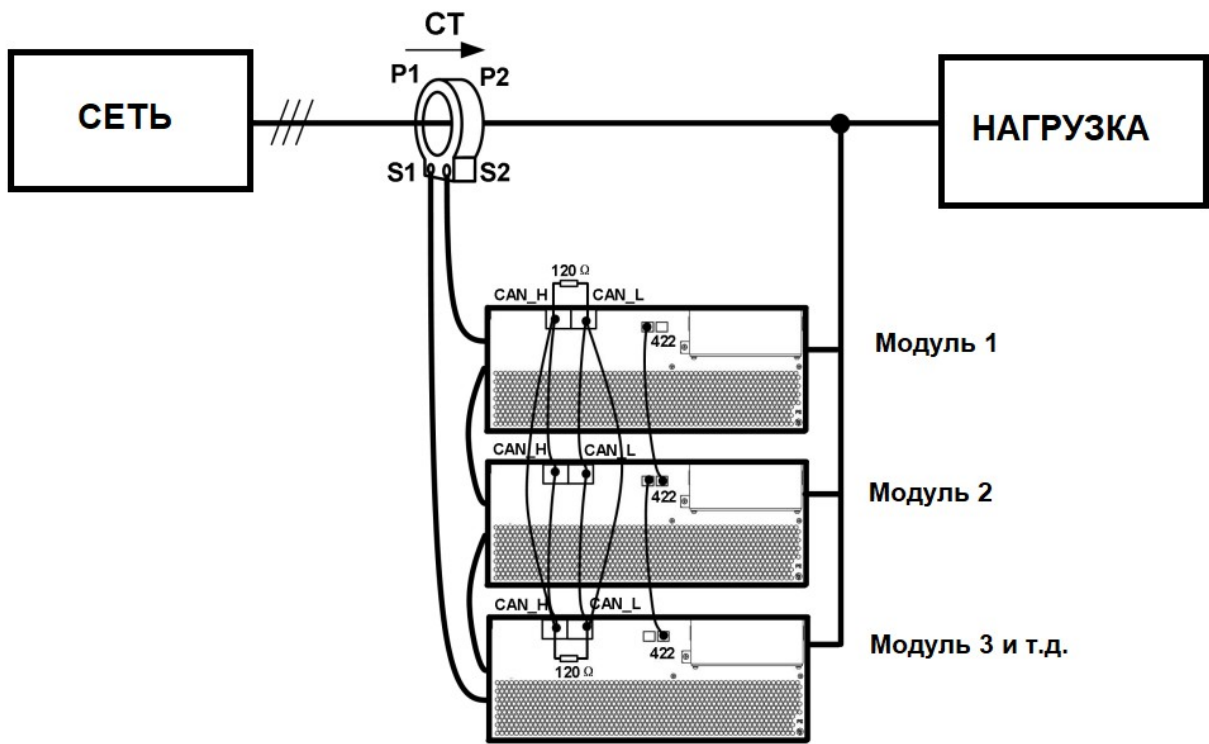 CT
P1 P2
СЕТЬ
НАГРУЗКА
S1 S2
120 Ω
CAN_H CAN_L
422
Модуль 1
CAN_H CAN_L
422
Модуль 2
CAN_H CAN_L
422
120 Ω
Модуль 3 и т.д.